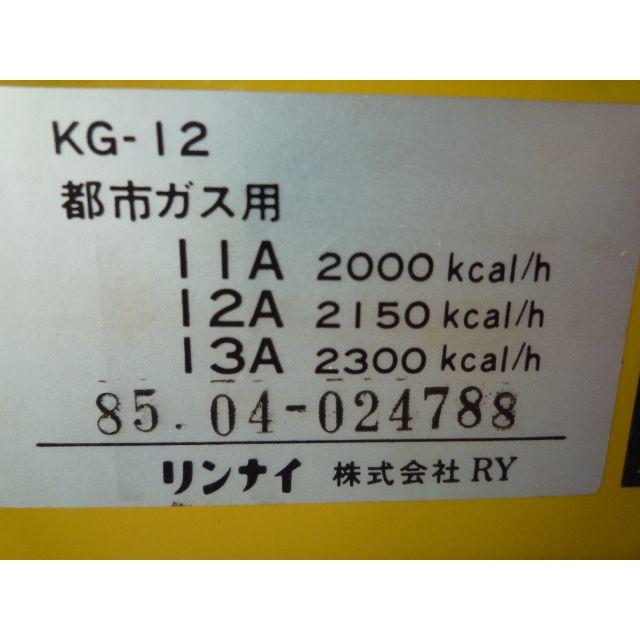 KG-12
都市ガス用
11A 2000 kcal/h
12A 2150 kcal/h
13A 2300 kcal/h
85.04-024788
リンナイ 株式会社 RY